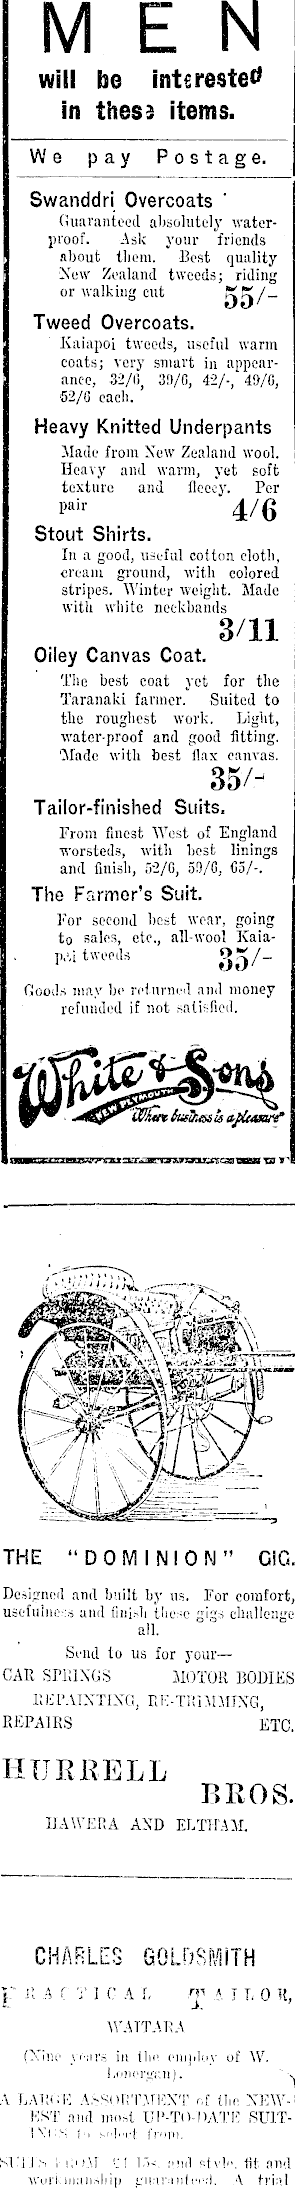 MEN
will be interested
in these items.
We pay Postage.
Swanddri Overcoats
Guaranteed absolutely water-
proof. Ask your friends
about them. Best quality
New Zealand tweeds; riding
or walking cut 55/-
Tweed Overcoats.
Kaiapoi tweeds, useful warm
coats; very smart in appear-
ance, 32/6, 39/6, 42/-, 49/6,
52/6 each.
Heavy Knitted Underpants
Made from New Zealand wool.
Heavy and warm, yet soft
texture and fleecy. Per
pair 4/6
Stout Shirts.
In a good, useful cotton cloth,
cream ground, with colored
stripes. Winter weight. Made
with white neckbands
3/11
Oiley Canvas Coat.
The best coat yet for the
Taranaki farmer. Suited to
the roughest work. Light,
water-proof and good fitting.
Made with best flax canvas.
35/-
Tailor-finished Suits.
From finest West of England
worsteds, with best linings
and finish, 52/6, 59/6, 65/-.
The Farmer's Suit.
For second best wear, going
to sales, etc., all-wool Kaia-
poi tweeds 35/-
Goods may be returned and money
refunded if not satisfied.
White & Sons
NEW PLYMOUTH
"Where business is a pleasure"
THE "DOMINION" GIG.
Designed and built by us. For comfort,
usefulness and finish these gigs challenge
all.
Send to us for your—
CAR SPRINGS MOTOR BODIES
REPAINTING, RE-TRIMMING,
REPAIRS ETC.
HURRELL
BROS.
HAWERA AND ELTHAM.
CHARLES GOLDSMITH
PRACTICAL TAILOR,
WAITARA
(Nine years in the employ of W.
Lonergan).
A LARGE ASSORTMENT of the NEW-
EST and most UP-TO-DATE SUIT-
INGS to select from.
SUITS FROM £4 15s. and style, fit and
workmanship guaranteed. A trial